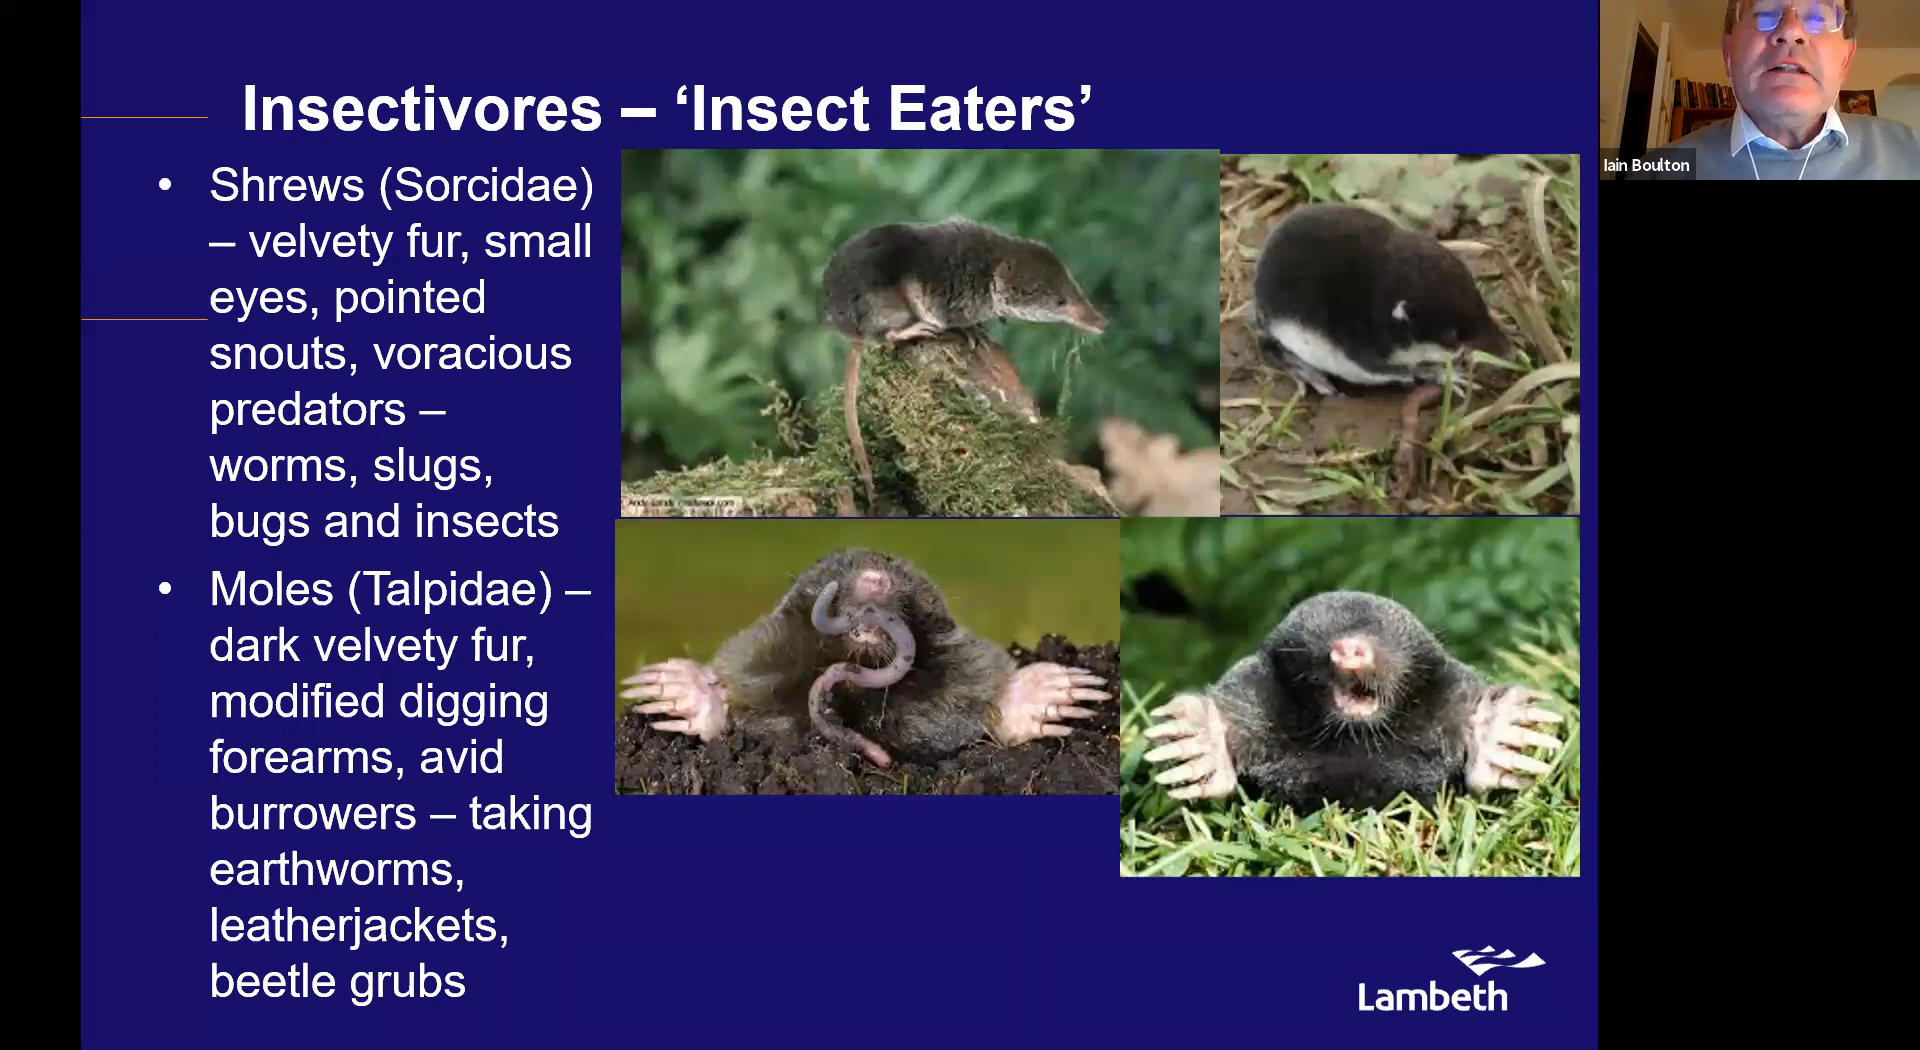 Insectivores – ‘Insect Eaters’
• Shrews (Sorcidae)
– velvety fur, small
eyes, pointed
snouts, voracious
predators –
worms, slugs,
bugs and insects
• Moles (Talpidae) –
dark velvety fur,
modified digging
forearms, avid
burrowers – taking
earthworms,
leatherjackets,
beetle grubs
Lambeth
Iain Boulton